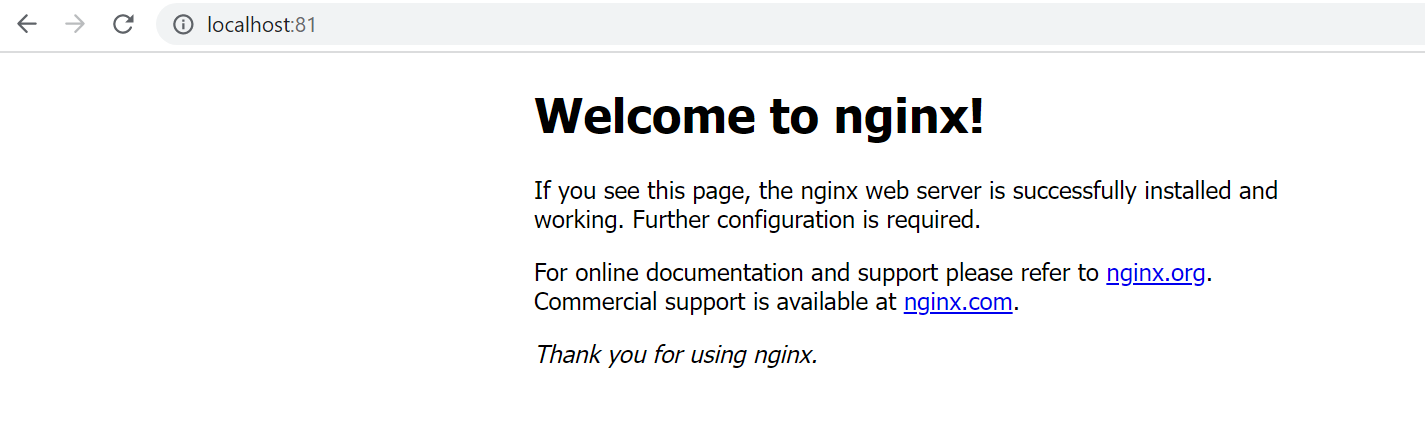 localhost:81
Welcome to nginx!
If you see this page, the nginx web server is successfully installed and
working. Further configuration is required.
For online documentation and support please refer to nginx.org.
Commercial support is available at nginx.com.
Thank you for using nginx.